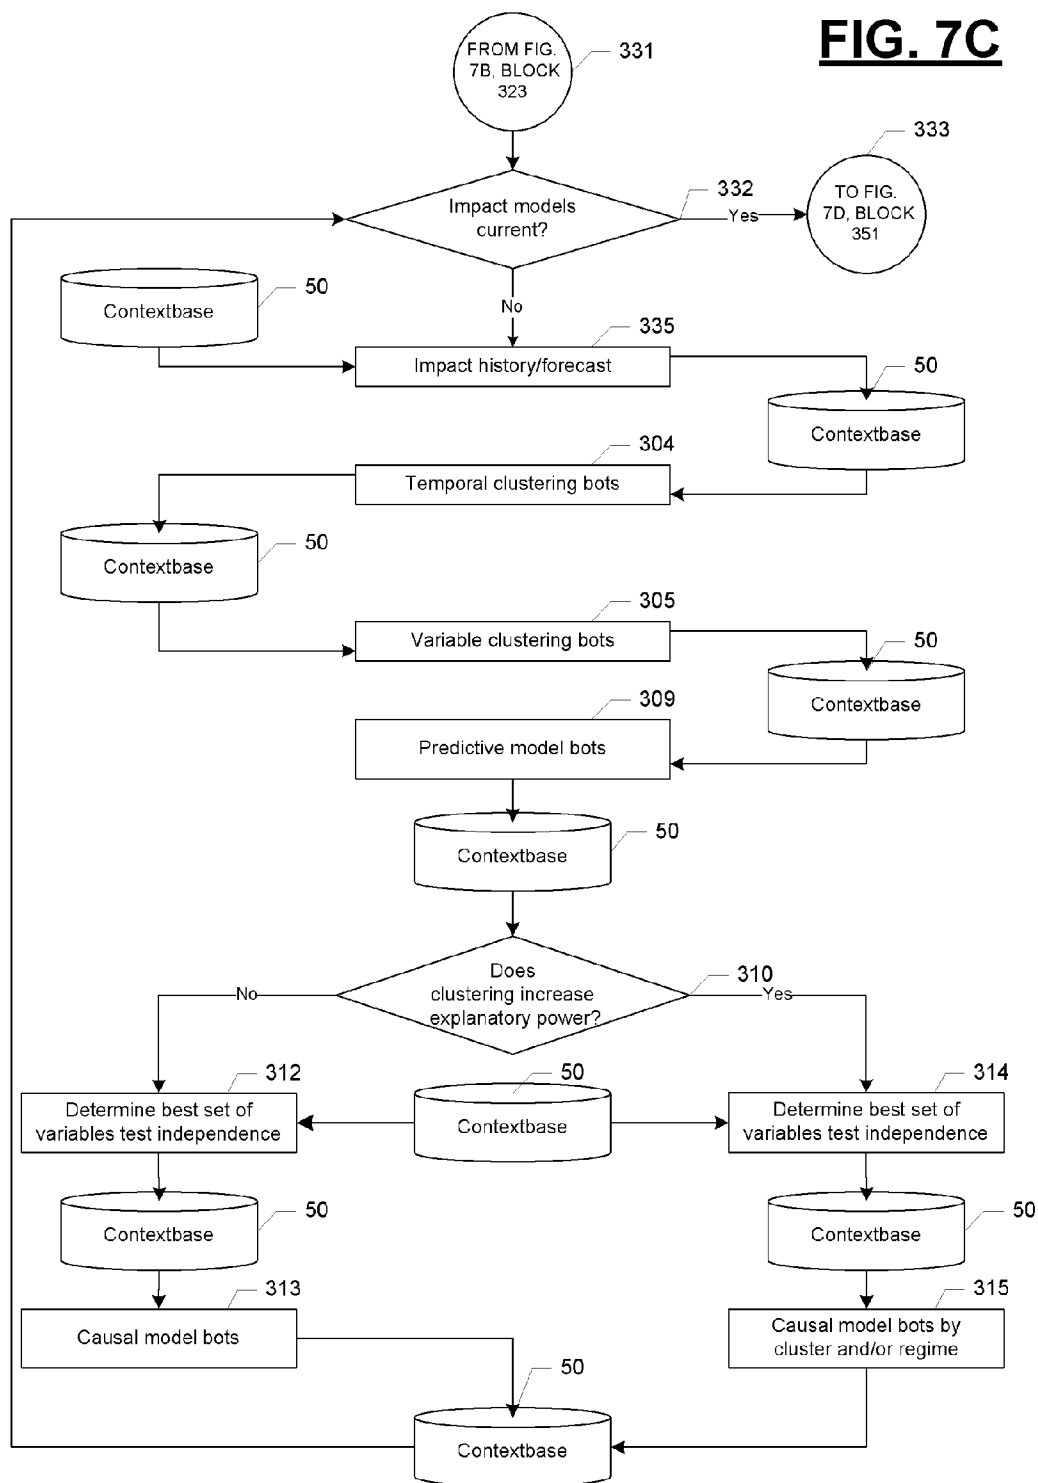 FIG. 7C
FROM FIG.
7B, BLOCK
323
331
333
TO FIG.
7D, BLOCK
351
Impact models
current?
332
Yes
No
50
Contextbase
335
Impact history/forecast
50
Contextbase
304
Temporal clustering bots
50
Contextbase
305
Variable clustering bots
50
Contextbase
309
Predictive model bots
50
Contextbase
Does
clustering increase
explanatory power?
310
No
Yes
312
Determine best set of
variables test independence
50
Contextbase
314
Determine best set of
variables test independence
50
Contextbase
50
Contextbase
313
Causal model bots
315
Causal model bots by
cluster and/or regime
50
Contextbase